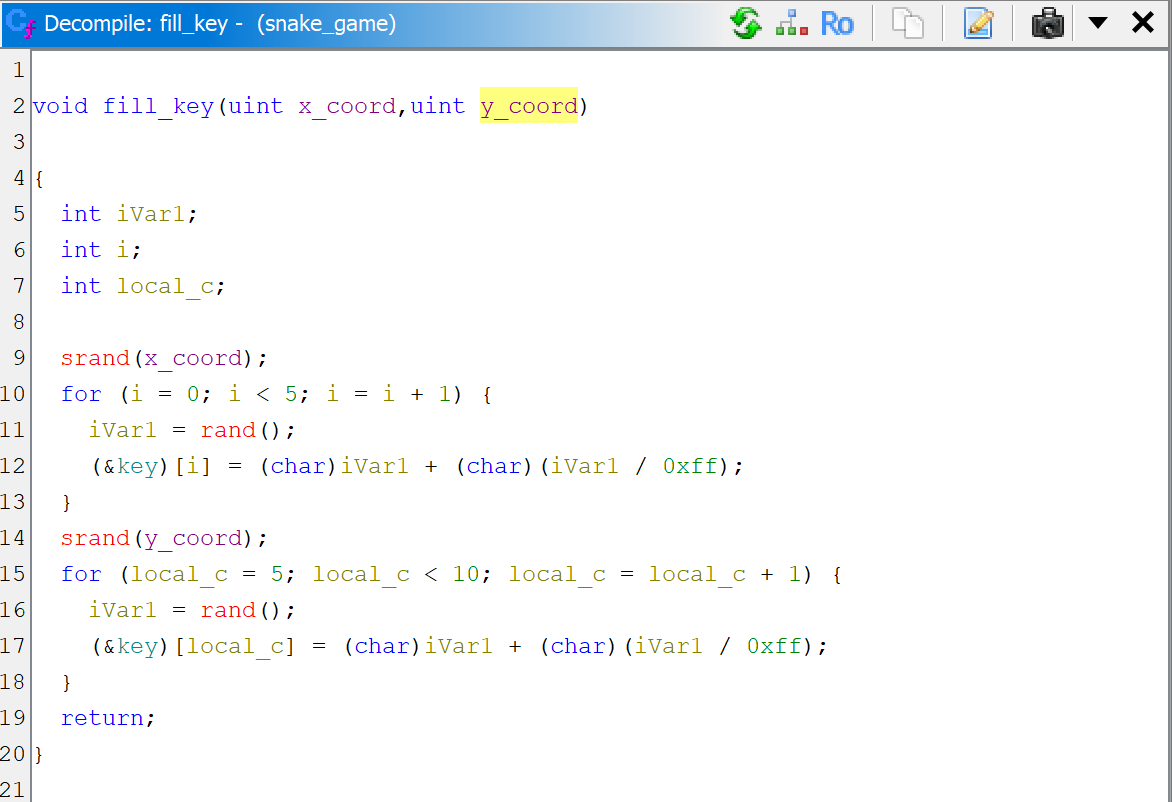 Decompile: fill_key - (snake_game)
Ro
1
2 void fill_key(uint x_coord,uint y_coord)
3
4 {
5 int iVar1;
6 int i;
7 int local_c;
8
9 srand(x_coord);
10 for (i = 0; i < 5; i = i + 1) {
11 iVar1 = rand();
12 (&key)[i] = (char)iVar1 + (char)(iVar1 / 0xff);
13 }
14 srand(y_coord);
15 for (local_c = 5; local_c < 10; local_c = local_c + 1) {
16 iVar1 = rand();
17 (&key)[local_c] = (char)iVar1 + (char)(iVar1 / 0xff);
18 }
19 return;
20 }
21